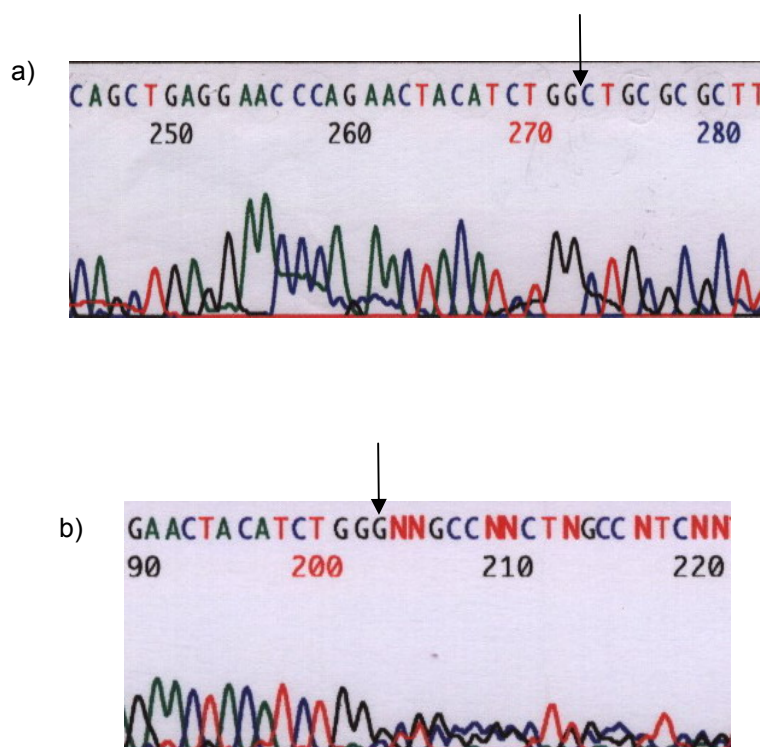 a)
CAGCTGAGGAACCCAGAACTACATCTGGCTGCGCGCTT
250 260 270 280
b)
GAACTACATCTGGGNNGCCNNCTNGCCNTCNN
90 200 210 220